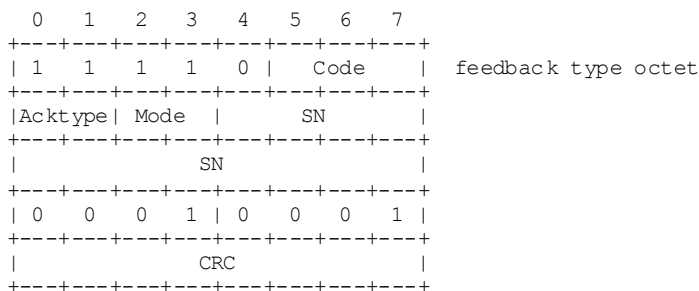 0   1   2   3   4   5   6   7
+---+---+---+---+---+---+---+---+
| 1   1   1   1   0 |   Code    |  feedback type octet
+---+---+---+---+---+---+---+---+
|Acktype| Mode  |      SN       |
+---+---+---+---+---+---+---+---+
|              SN               |
+---+---+---+---+---+---+---+---+
| 0   0   0   1 | 0   0   0   1 |
+---+---+---+---+---+---+---+---+
|              CRC              |
+---+---+---+---+---+---+---+---+